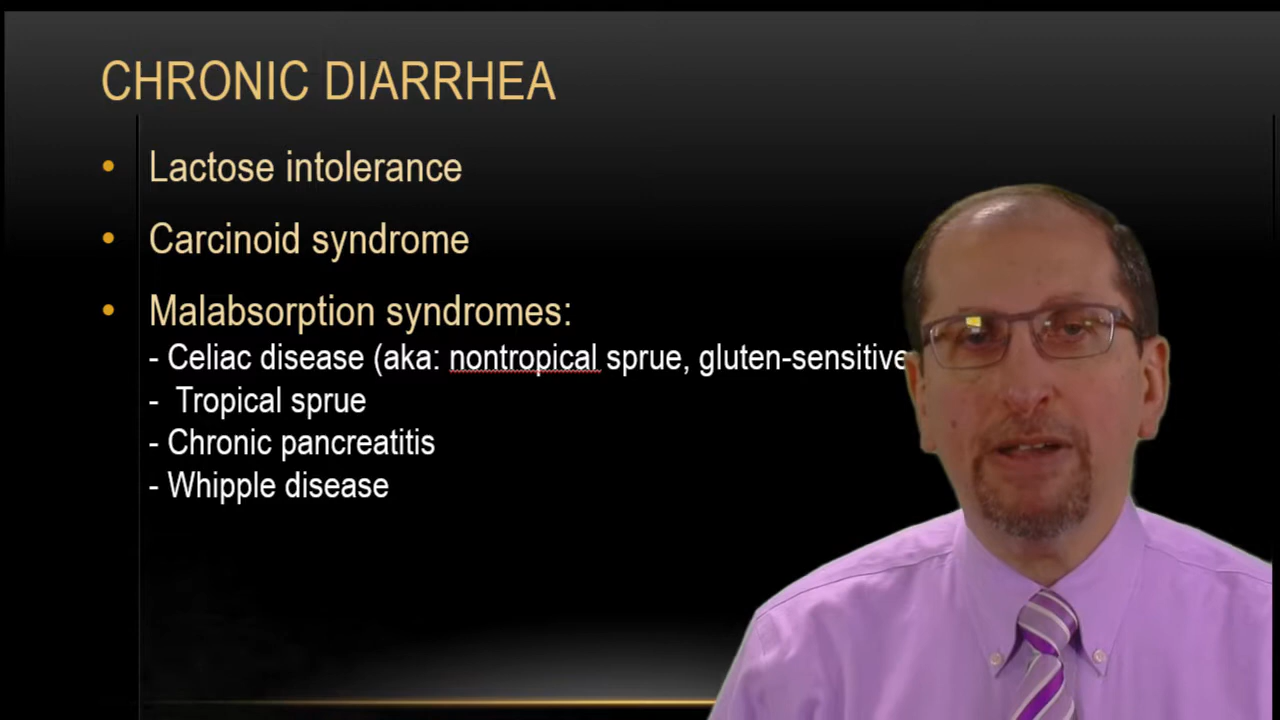 CHRONIC DIARRHEA
• Lactose intolerance
• Carcinoid syndrome
• Malabsorption syndromes:
- Celiac disease (aka: nontropical sprue, gluten-sensitive
- Tropical sprue
- Chronic pancreatitis
- Whipple disease